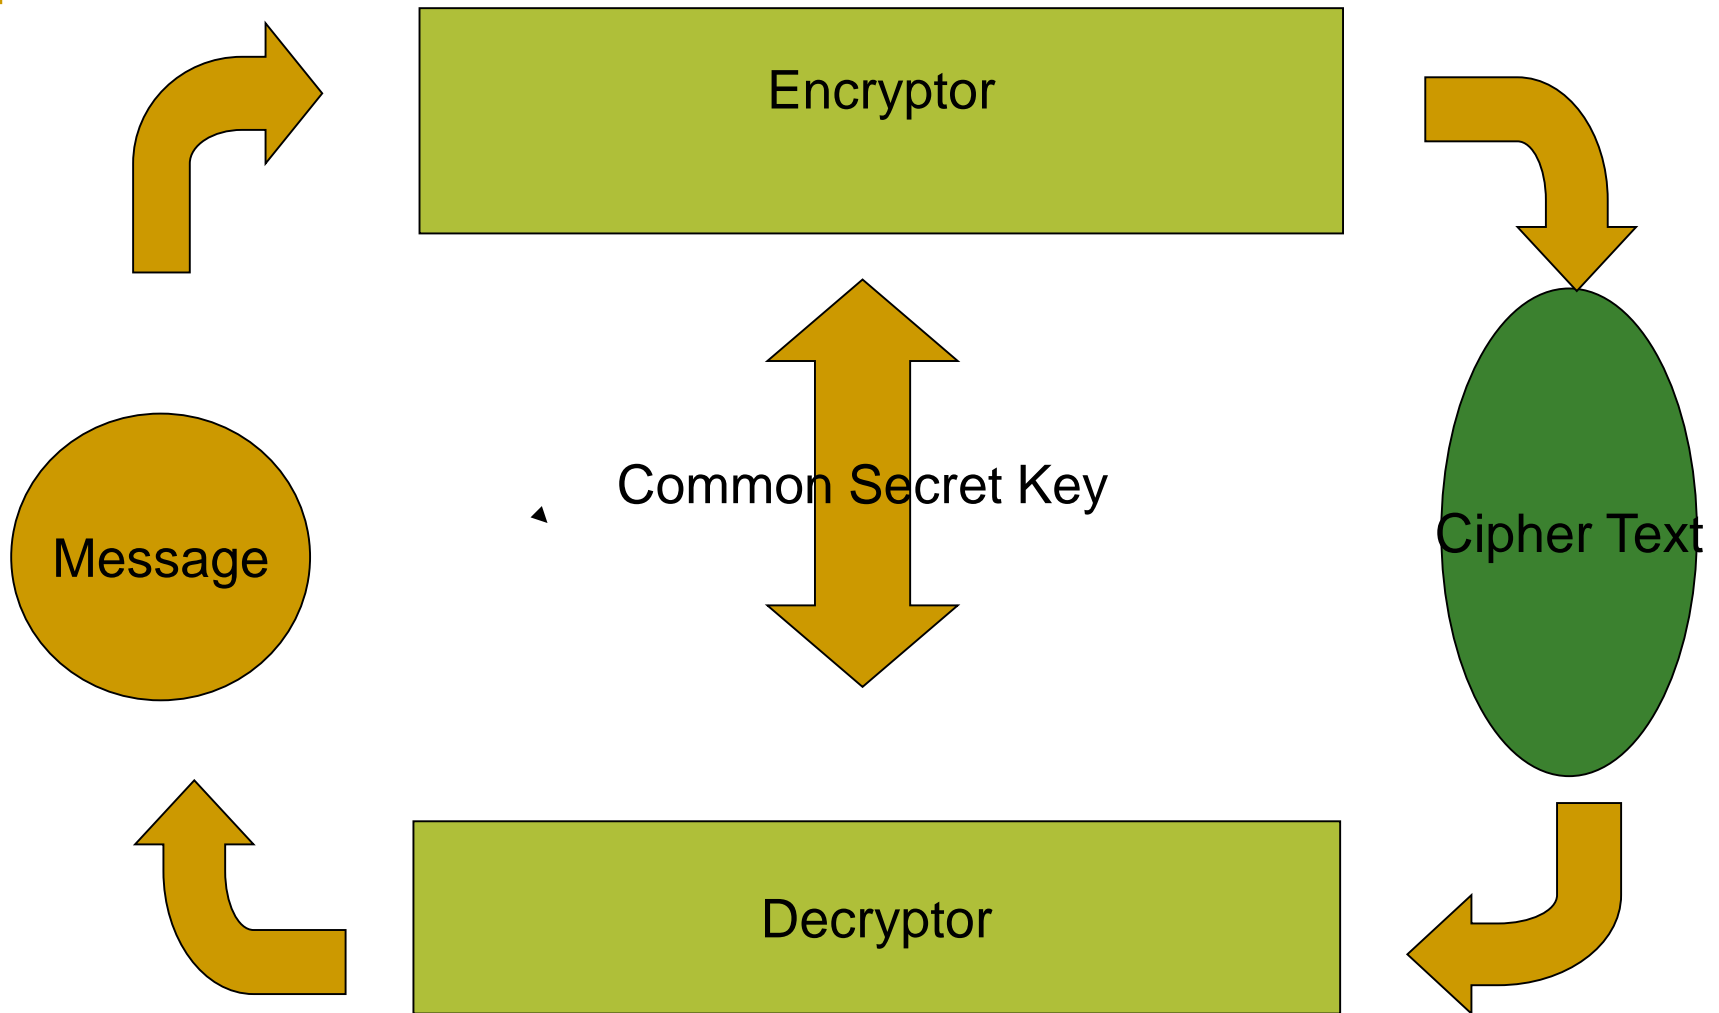 Encryptor
Common Secret Key
Message
Cipher Text
Decryptor